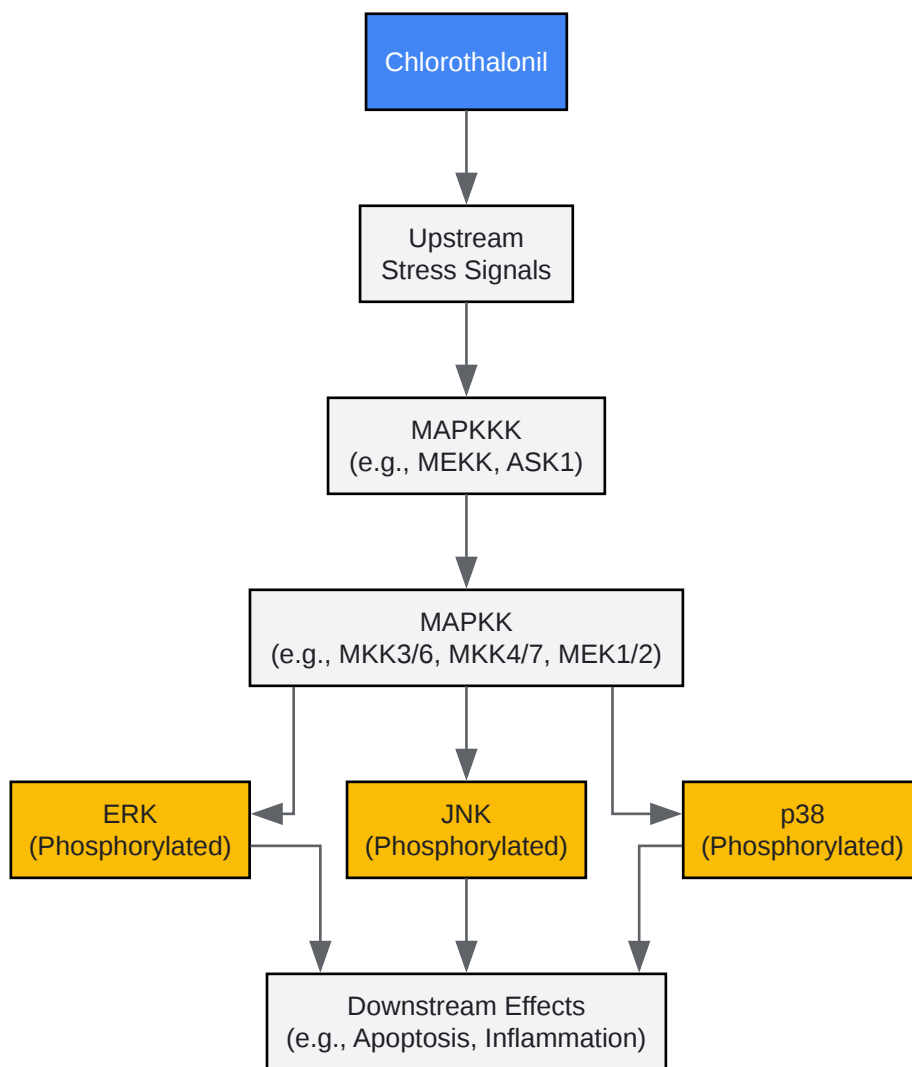 Chlorothalonil
Upstream
Stress Signals
MAPKKK
(e.g., MEKK, ASK1)
MAPKK
(e.g., MKK3/6, MKK4/7, MEK1/2)
ERK
(Phosphorylated)
JNK
(Phosphorylated)
p38
(Phosphorylated)
Downstream Effects
(e.g., Apoptosis, Inflammation)